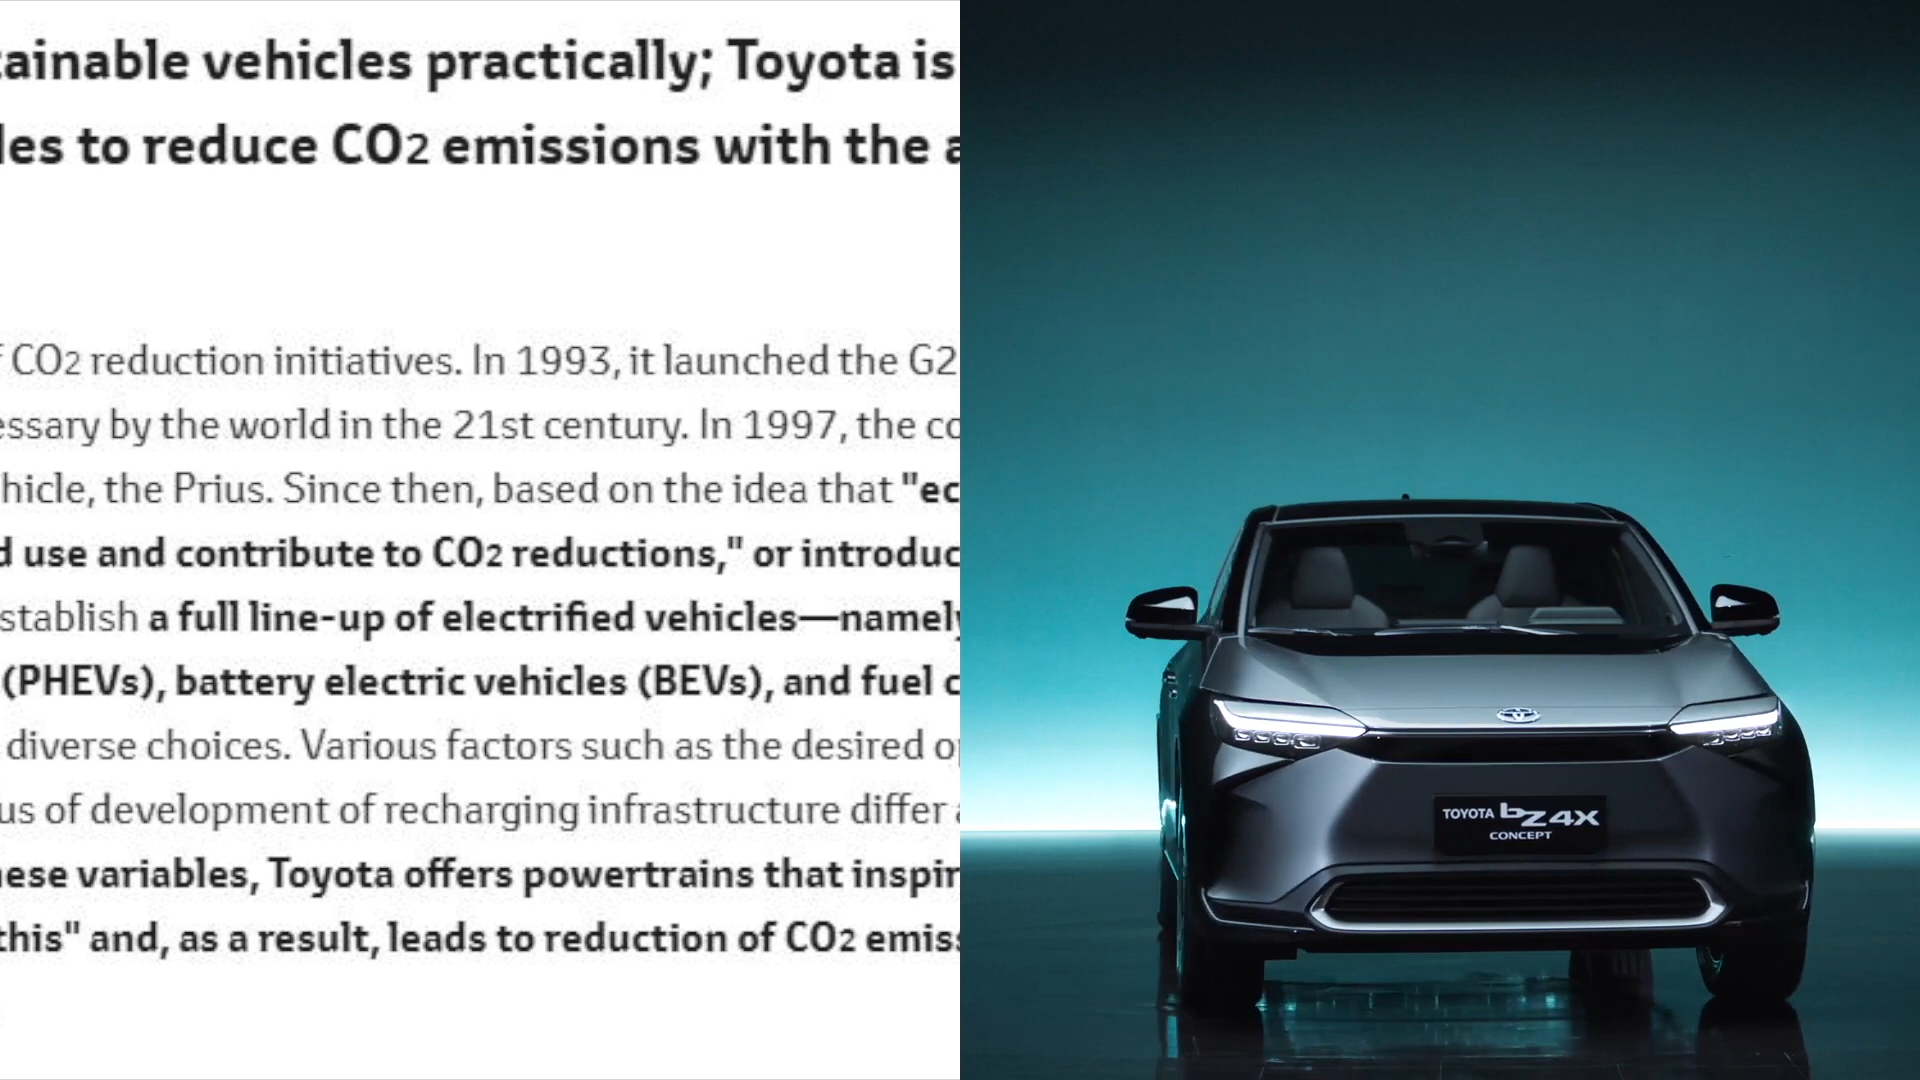 tainable vehicles practically; Toyota is
les to reduce CO2 emissions with the a
f CO2 reduction initiatives. In 1993, it launched the G2
essary by the world in the 21st century. In 1997, the co
hicle, the Prius. Since then, based on the idea that "ec
d use and contribute to CO2 reductions," or introduc
stablish a full line-up of electrified vehicles—namely
(PHEVs), battery electric vehicles (BEVs), and fuel c
diverse choices. Various factors such as the desired op
us of development of recharging infrastructure differ a
hese variables, Toyota offers powertrains that inspir
this" and, as a result, leads to reduction of CO2 emiss
TOYOTA bZ4X
CONCEPT